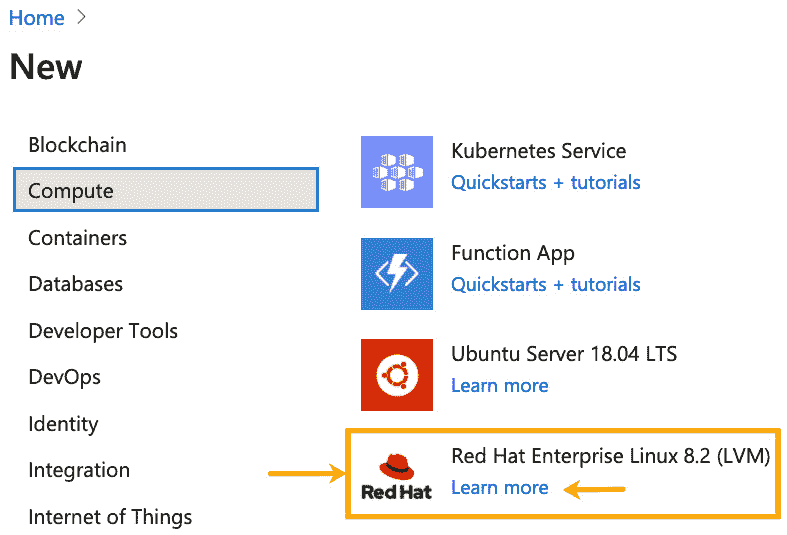 Home >
New
Blockchain
Compute
Containers
Databases
Developer Tools
DevOps
Identity
Integration
Internet of Things
Kubernetes Service
Quickstarts + tutorials
Function App
Quickstarts + tutorials
Ubuntu Server 18.04 LTS
Learn more
Red Hat
Red Hat Enterprise Linux 8.2 (LVM)
Learn more